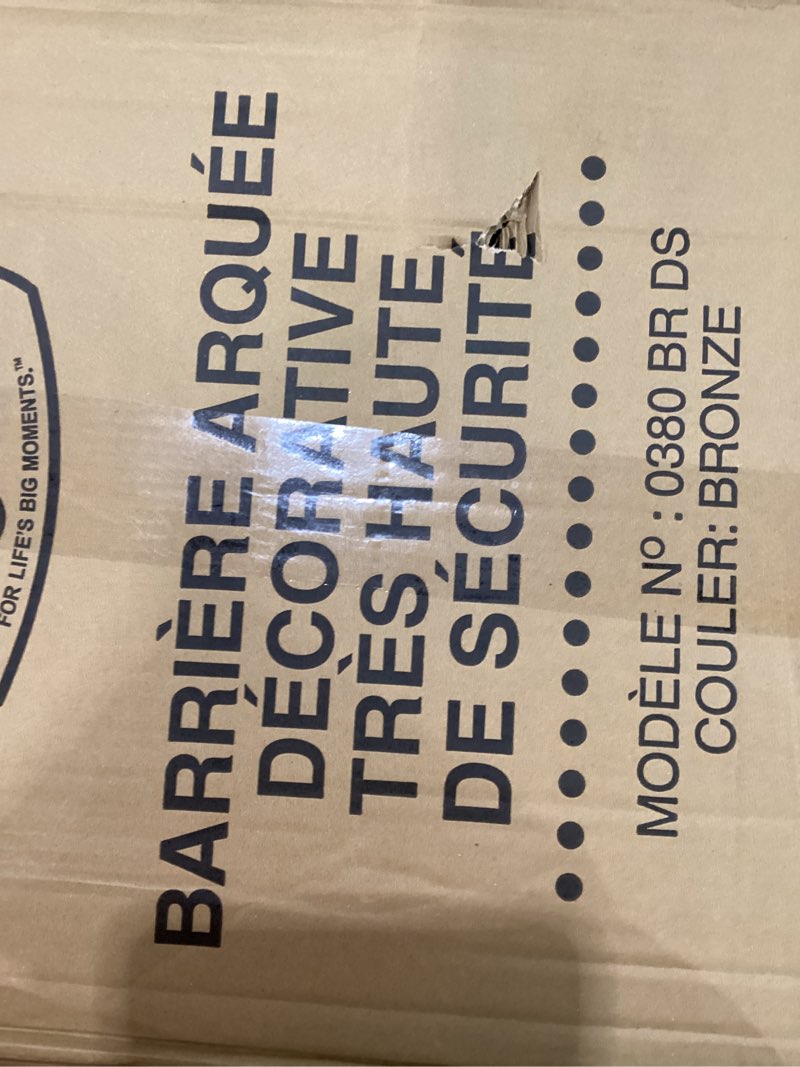 FOR LIFE'S BIG MOMENTS.™
BARRIÈRE ARQUÉE
DÉCORATIVE
TRÈS HAUTE
DE SÉCURITÉ
MODÈLE Nº : 0380 BR DS
COULER: BRONZE